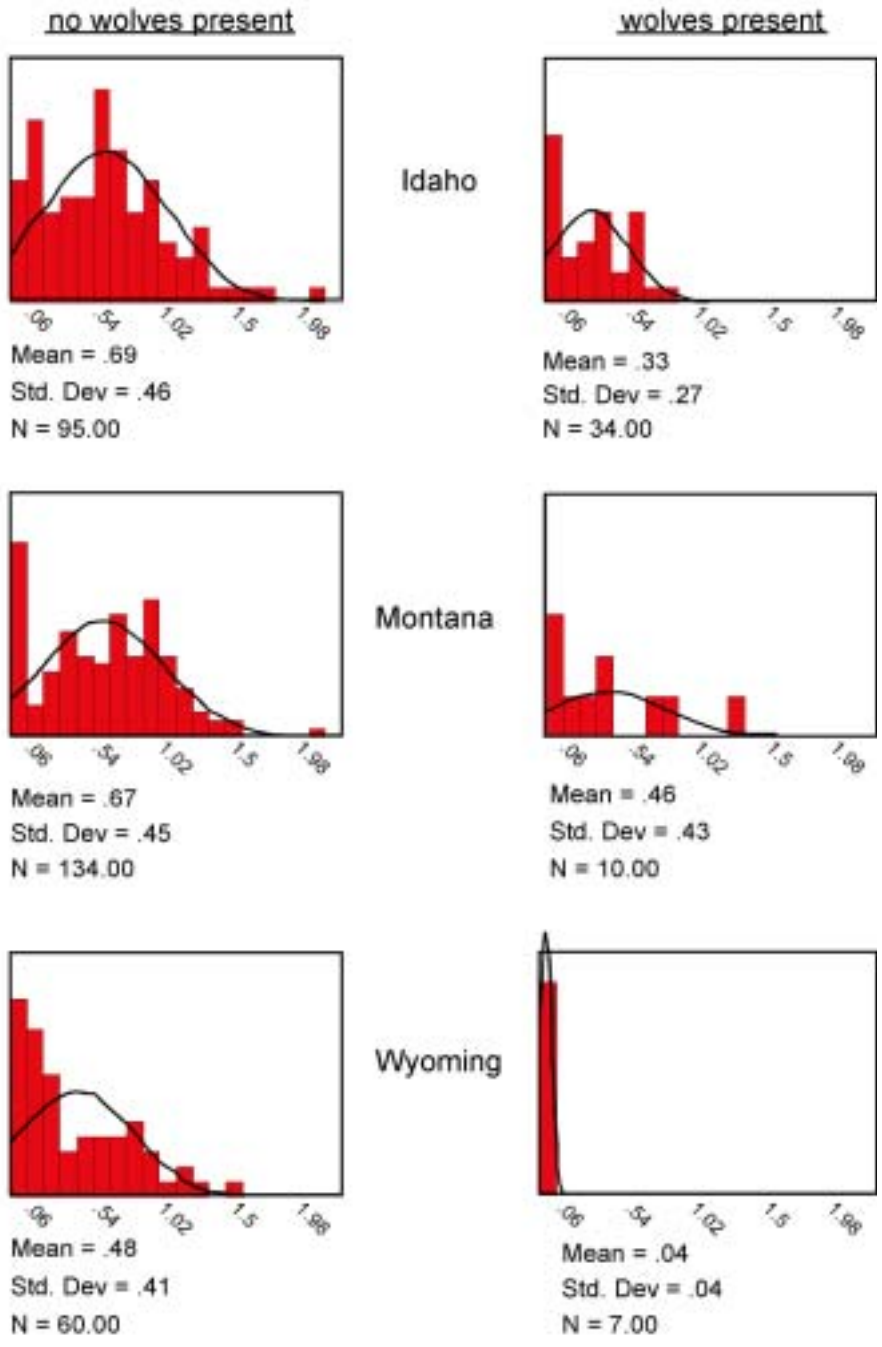 no wolves present
wolves present
Idaho
.06 .54 1.02 1.5 1.98
Mean = .69
Std. Dev = .46
N = 95.00
.06 .54 1.02 1.5 1.98
Mean = .33
Std. Dev = .27
N = 34.00
Montana
.06 .54 1.02 1.5 1.98
Mean = .67
Std. Dev = .45
N = 134.00
.06 .54 1.02 1.5 1.98
Mean = .46
Std. Dev = .43
N = 10.00
Wyoming
.06 .54 1.02 1.5 1.98
Mean = .48
Std. Dev = .41
N = 60.00
.06 .54 1.02 1.5 1.98
Mean = .04
Std. Dev = .04
N = 7.00